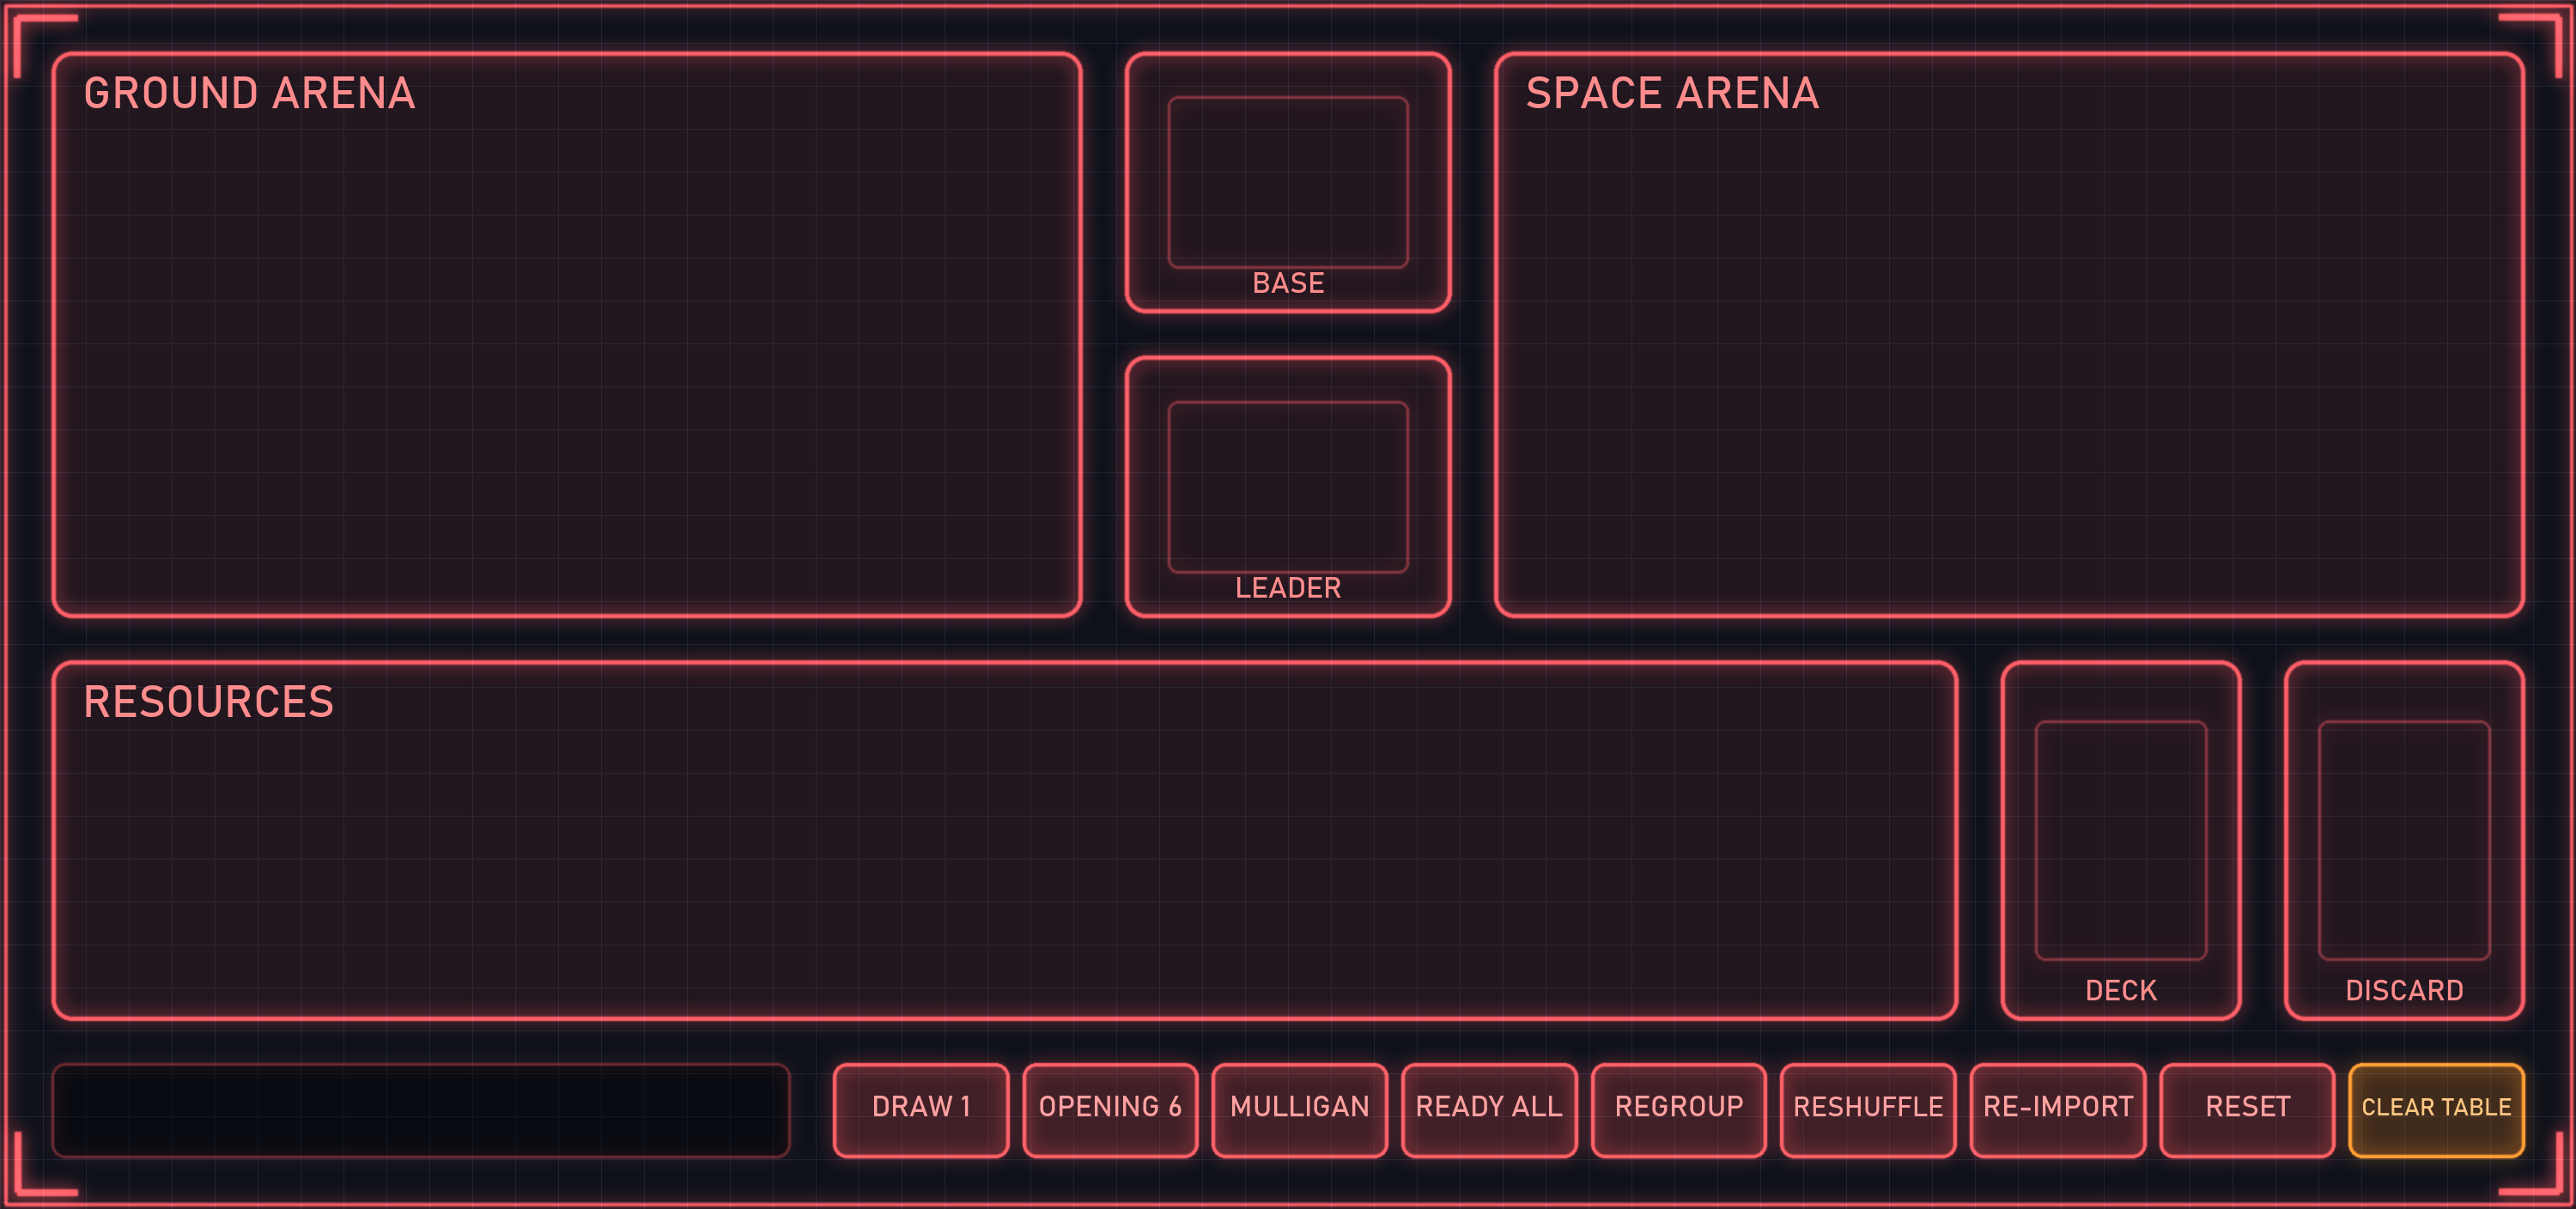 GROUND ARENA
BASE
SPACE ARENA
LEADER
RESOURCES
DECK
DISCARD
DRAW 1
OPENING 6
MULLIGAN
READY ALL
REGROUP
RESHUFFLE
RE-IMPORT
RESET
CLEAR TABLE